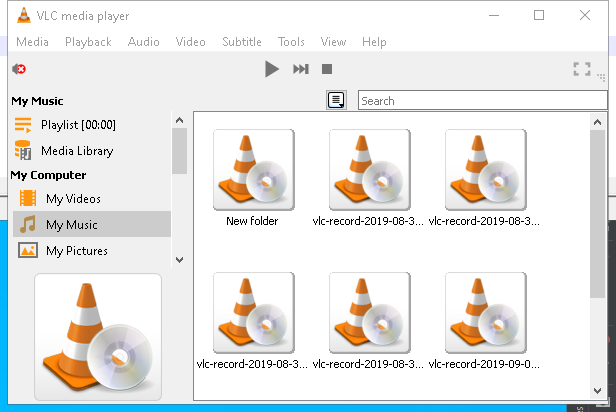 VLC media player
Media Playback Audio Video Subtitle Tools View Help
Search
My Music
Playlist [00:00]
Media Library
My Computer
My Videos
My Music
My Pictures
New folder vlc-record-2019-08-3... vlc-record-2019-08-3...
vlc-record-2019-08-3... vlc-record-2019-08-3... vlc-record-2019-09-0...